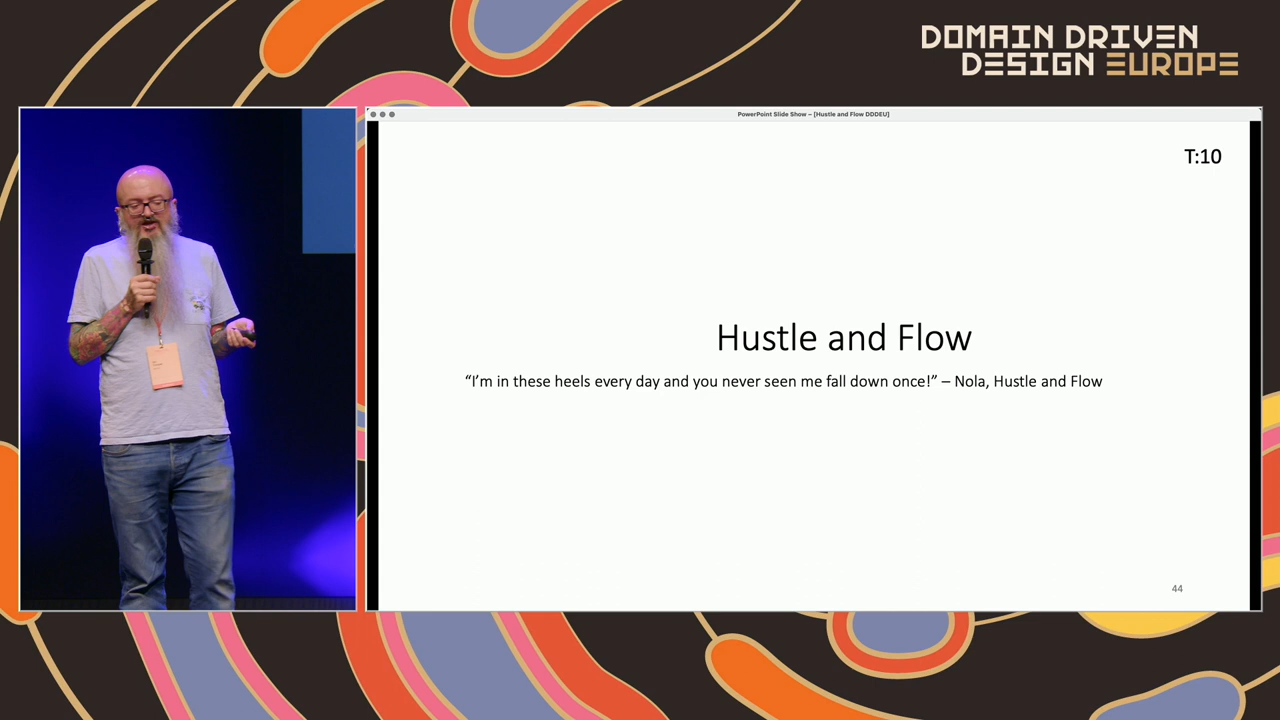 DOMAIN DRIVEN
DESIGN EUROPE
PowerPoint Slide Show – [Hustle and Flow DDDEU]
T:10
Hustle and Flow
“I’m in these heels every day and you never seen me fall down once!” – Nola, Hustle and Flow
44